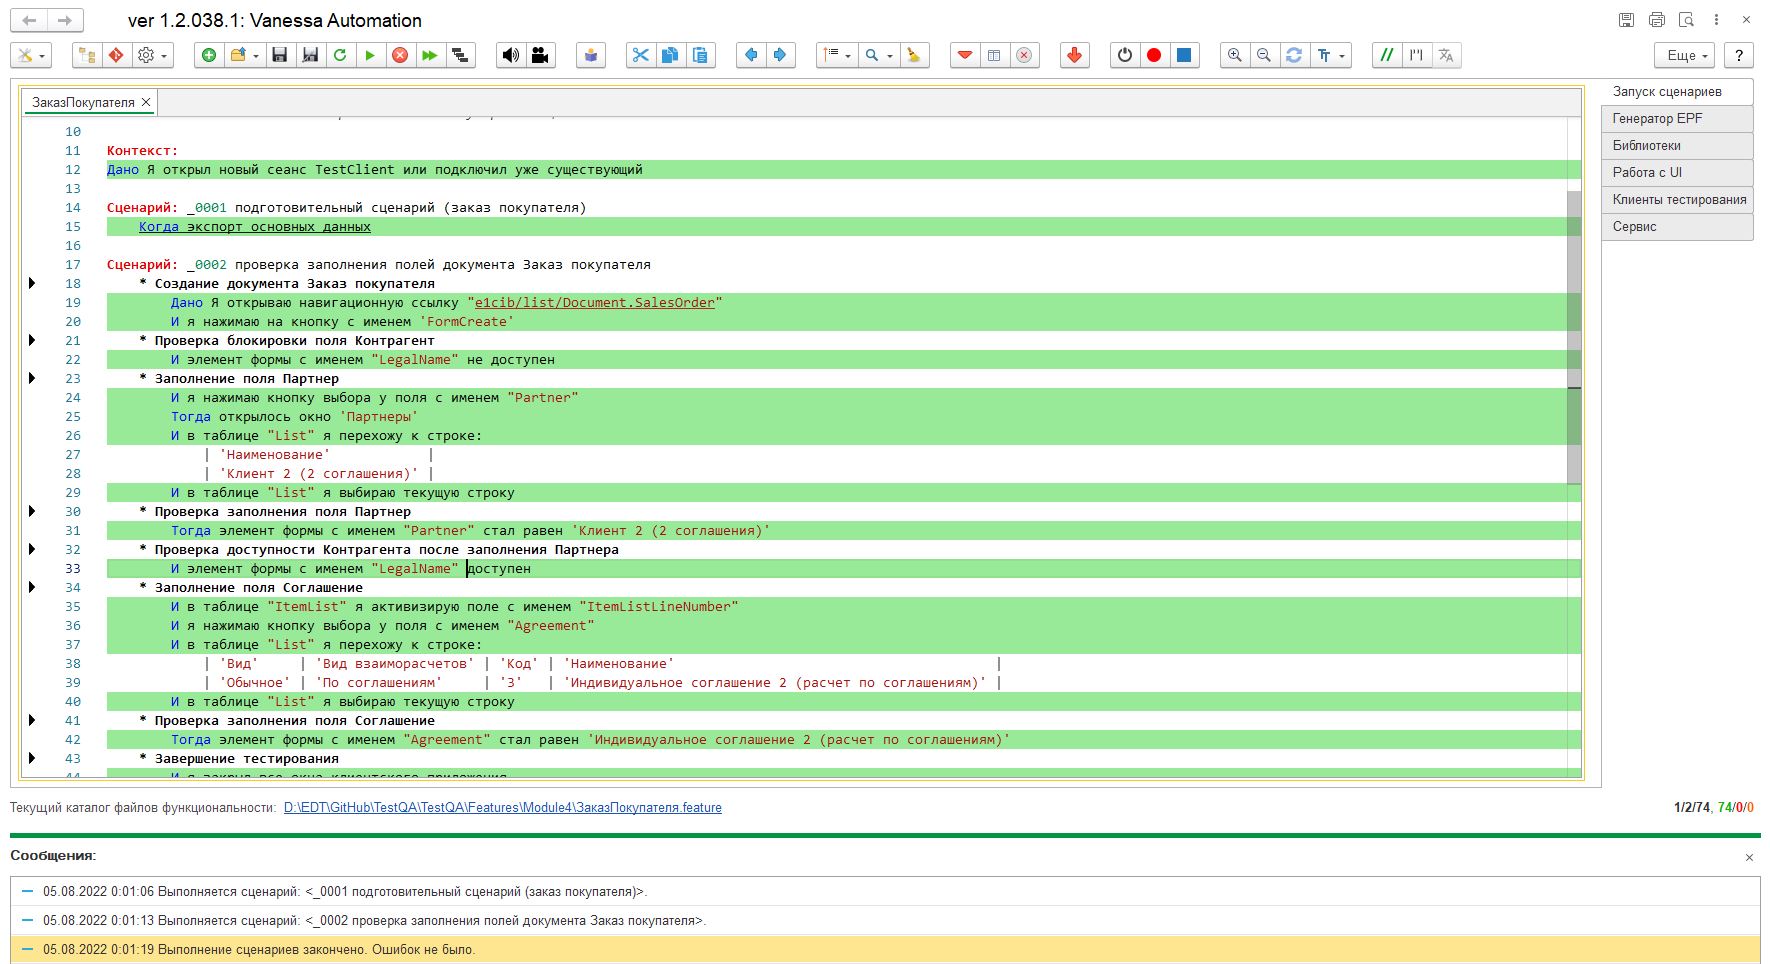 ver 1.2.038.1: Vanessa Automation
Еще
?
ЗаказПокупателя
Запуск сценариев
Генератор EPF
Библиотеки
Работа с UI
Клиенты тестирования
Сервис
10
11 Контекст:
12 Дано Я открыл новый сеанс TestClient или подключил уже существующий
13
14 Сценарий: _0001 подготовительный сценарий (заказ покупателя)
15 Когда экспорт основных данных
16
17 Сценарий: _0002 проверка заполнения полей документа Заказ покупателя
18 * Создание документа Заказ покупателя
19 Дано Я открываю навигационную ссылку "e1cib/list/Document.SalesOrder"
20 И я нажимаю на кнопку с именем 'FormCreate'
21 * Проверка блокировки поля Контрагент
22 И элемент формы с именем "LegalName" не доступен
23 * Заполнение поля Партнер
24 И я нажимаю кнопку выбора у поля с именем "Partner"
25 Тогда открылось окно 'Партнеры'
26 И в таблице "List" я перехожу к строке:
27 | 'Наименование' |
28 | 'Клиент 2 (2 соглашения)' |
29 И в таблице "List" я выбираю текущую строку
30 * Проверка заполнения поля Партнер
31 Тогда элемент формы с именем "Partner" стал равен 'Клиент 2 (2 соглашения)'
32 * Проверка доступности Контрагента после заполнения Партнера
33 И элемент формы с именем "LegalName" доступен
34 * Заполнение поля Соглашение
35 И в таблице "ItemList" я активизирую поле с именем "ItemListLineNumber"
36 И я нажимаю кнопку выбора у поля с именем "Agreement"
37 И в таблице "List" я перехожу к строке:
38 | 'Вид' | 'Вид взаиморасчетов' | 'Код' | 'Наименование' |
39 | 'Обычное' | 'По соглашениям' | '3' | 'Индивидуальное соглашение 2 (расчет по соглашениям)' |
40 И в таблице "List" я выбираю текущую строку
41 * Проверка заполнения поля Соглашение
42 Тогда элемент формы с именем "Agreement" стал равен 'Индивидуальное соглашение 2 (расчет по соглашениям)'
43 * Завершение тестирования
44 И я закрыл все окна клиентского приложения
Текущий каталог файлов функциональности: D:\EDT\GitHub\TestQA\TestQA\Features\Module4\ЗаказПокупателя.feature
1/2/74, 74/0/0
Сообщения:
05.08.2022 0:01:06 Выполняется сценарий: <_0001 подготовительный сценарий (заказ покупателя)>.
05.08.2022 0:01:13 Выполняется сценарий: <_0002 проверка заполнения полей документа Заказ покупателя>.
05.08.2022 0:01:19 Выполнение сценариев закончено. Ошибок не было.